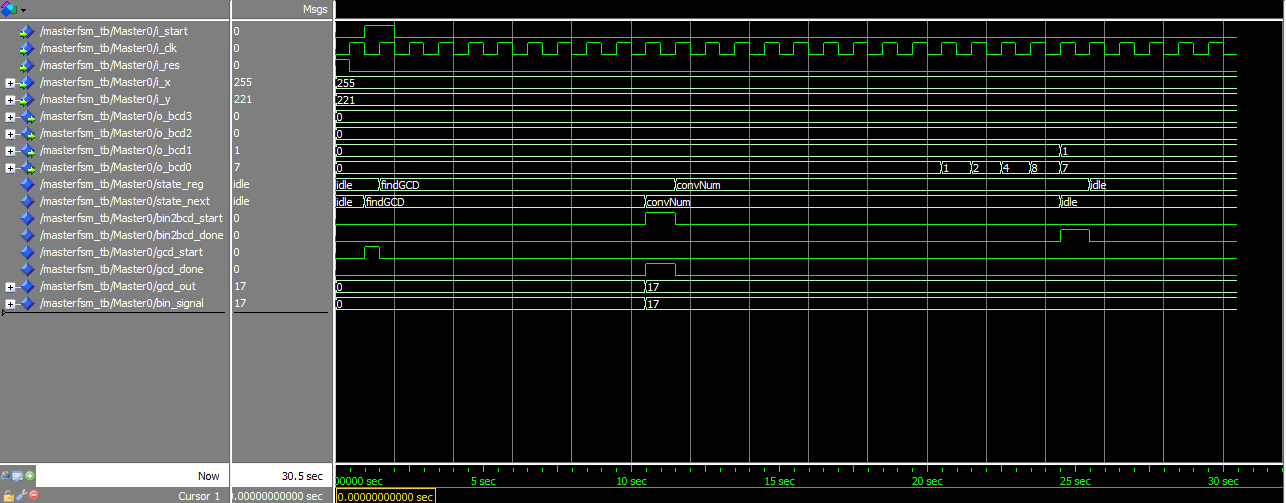 Msgs
/masterfsm_tb/Master0/i_start 0
/masterfsm_tb/Master0/i_clk 0
/masterfsm_tb/Master0/i_res 0
/masterfsm_tb/Master0/i_x 255 255
/masterfsm_tb/Master0/i_y 221 221
/masterfsm_tb/Master0/o_bcd3 0 0
/masterfsm_tb/Master0/o_bcd2 0 0
/masterfsm_tb/Master0/o_bcd1 1 0 1
/masterfsm_tb/Master0/o_bcd0 7 0 1 2 4 8 7
/masterfsm_tb/Master0/state_reg idle idle findGCD convNum idle
/masterfsm_tb/Master0/state_next idle idle findGCD convNum idle
/masterfsm_tb/Master0/bin2bcd_start 0
/masterfsm_tb/Master0/bin2bcd_done 0
/masterfsm_tb/Master0/gcd_start 0
/masterfsm_tb/Master0/gcd_done 0
/masterfsm_tb/Master0/gcd_out 17 0 17
/masterfsm_tb/Master0/bin_signal 17 0 17
Now 30.5 sec 00000 sec 5 sec 10 sec 15 sec 20 sec 25 sec 30 sec
Cursor 1 0.00000000000 sec 0.00000000000 sec